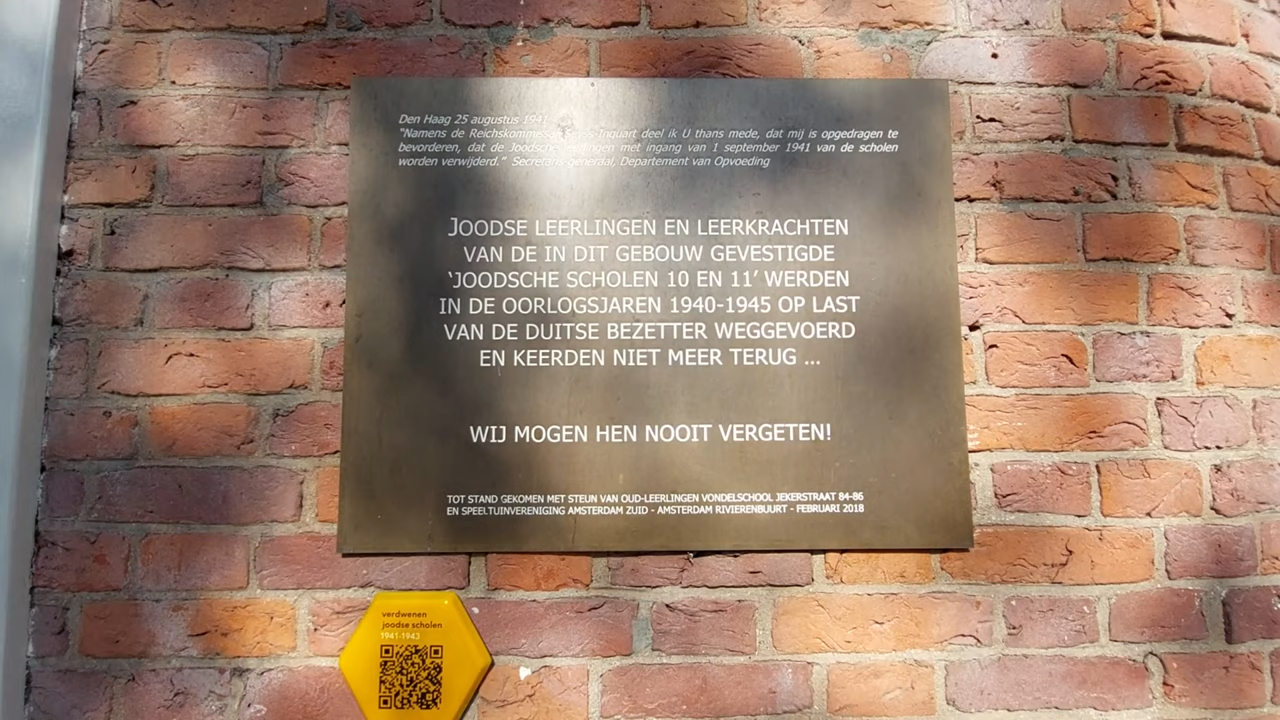 Den Haag 25 augustus 1941
"Namens de Reichskommissar Seyss-Inquart deel ik U thans mede, dat mij is opgedragen te
bevorderen, dat de Joodsche leerlingen met ingang van 1 september 1941 van de scholen
worden verwijderd." Secretaris-generaal, Departement van Opvoeding
JOODSE LEERLINGEN EN LEERKRACHTEN
VAN DE IN DIT GEBOUW GEVESTIGDE
'JOODSCHE SCHOLEN 10 EN 11' WERDEN
IN DE OORLOGSJAREN 1940-1945 OP LAST
VAN DE DUITSE BEZETTER WEGGEVOERD
EN KEERDEN NIET MEER TERUG ...
WIJ MOGEN HEN NOOIT VERGETEN!
TOT STAND GEKOMEN MET STEUN VAN OUD-LEERLINGEN VONDELSCHOOL JEKERSTRAAT 84-86
EN SPEELTUINVERENIGING AMSTERDAM ZUID - AMSTERDAM RIVIERENBUURT - FEBRUARI 2018
verdwenen
joodse scholen
1941-1943